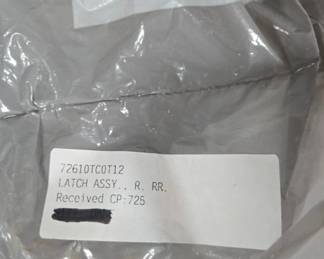 72610TC0T12
LATCH ASSY., R. RR.
Received CP-725